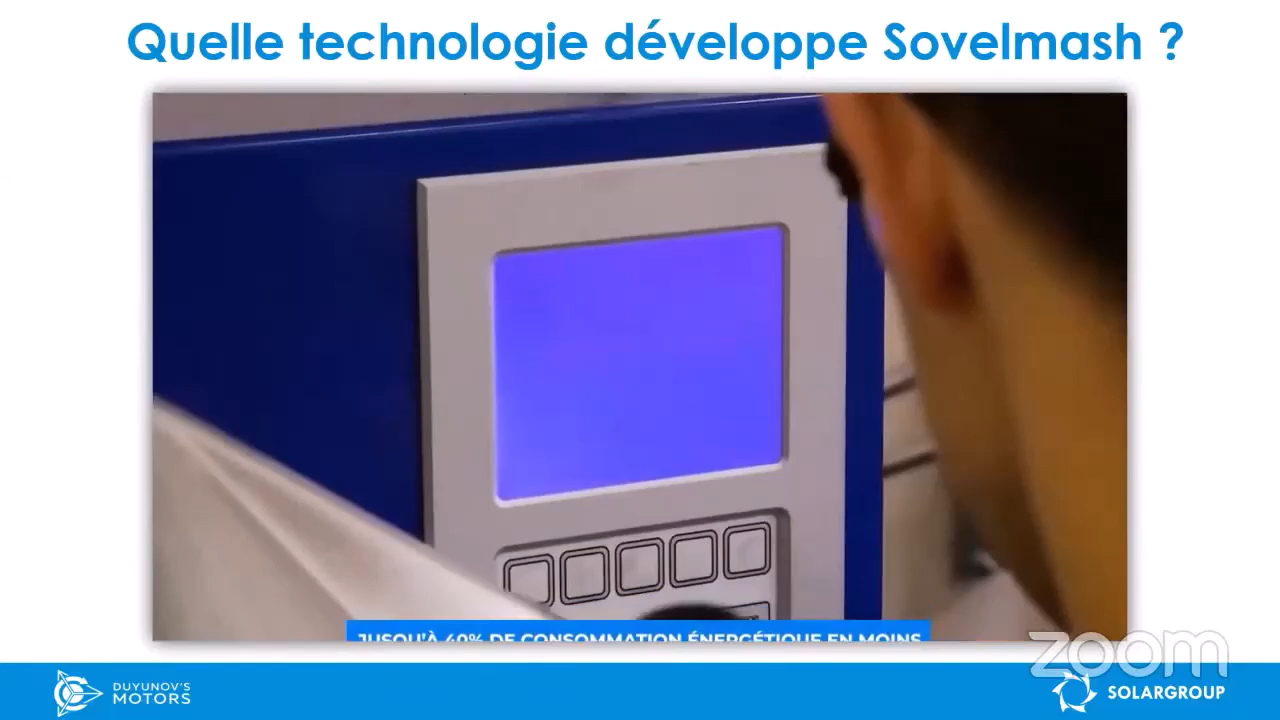 Quelle technologie développe Sovelmash ?
JUSQU'À 40% DE CONSOMMATION ÉNERGÉTIQUE EN MOINS
zoom
DUYUNOV'S
MOTORS
SOLARGROUP